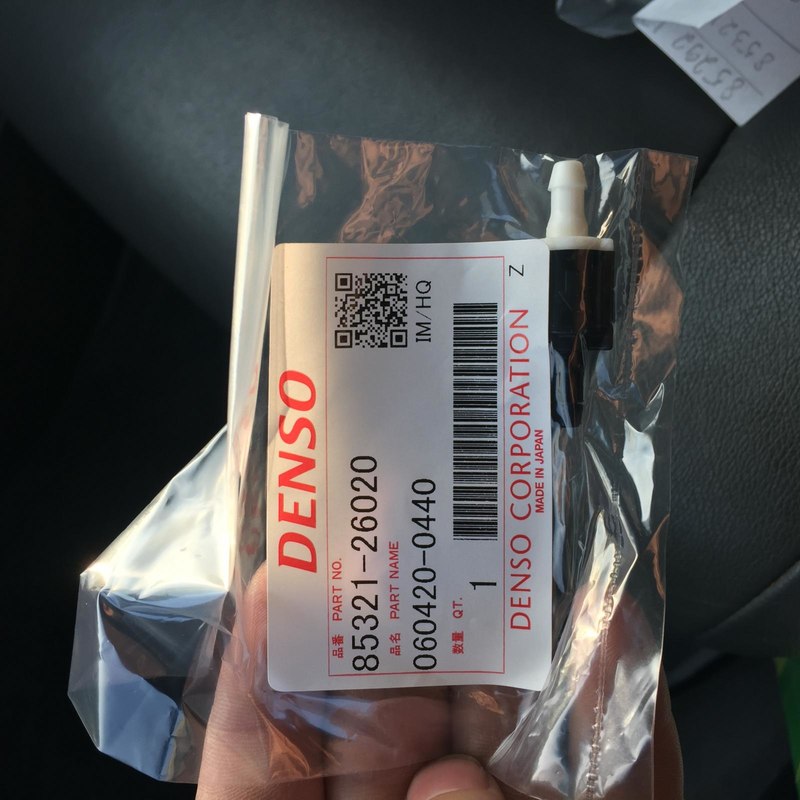 DENSO
品番 PART NO.
85321-26020
IM/HQ
品名 PART NAME
060420-0440
数量 QT.
1
DENSO CORPORATION
Z
MADE IN JAPAN
8532